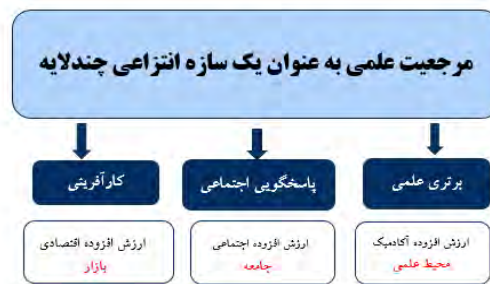 مرجعیت علمی به عنوان یک سازه انتزاعی چندلایه
برتری علمی
پاسخگویی اجتماعی
کارآفرینی
ارزش افزوده آکادمیک
محیط علمی
ارزش افزوده اجتماعی
جامعه
ارزش افزوده اقتصادی
بازار